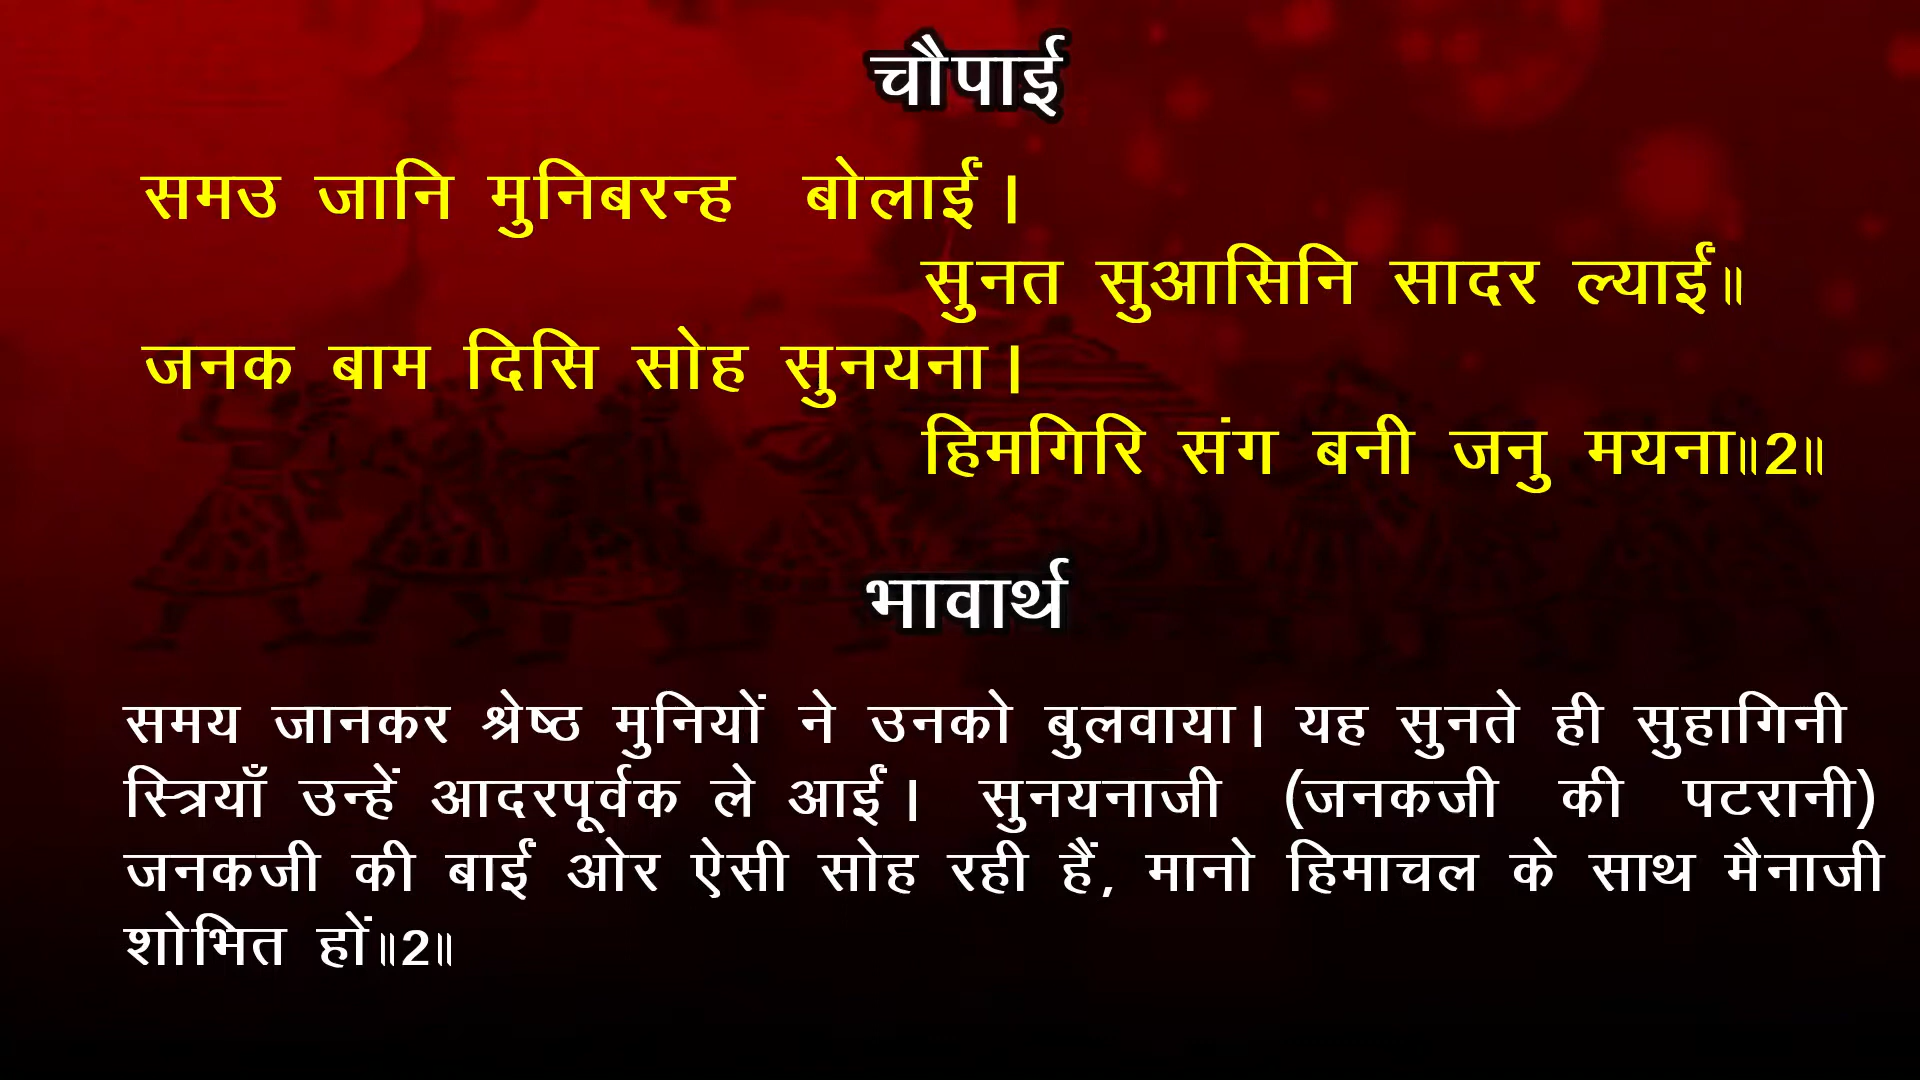 चौपाई
समउ जानि मुनिबरन्ह बोलाईं।
सुनत सुआसिनि सादर ल्याईं॥
जनक बाम दिसि सोह सुनयना।
हिमगिरि संग बनी जनु मयना॥2॥
भावार्थ
समय जानकर श्रेष्ठ मुनियों ने उनको बुलवाया। यह सुनते ही सुहागिनी
स्त्रियाँ उन्हें आदरपूर्वक ले आईं। सुनयनाजी (जनकजी की पटरानी)
जनकजी की बाईं ओर ऐसी सोह रही हैं, मानो हिमाचल के साथ मैनाजी
शोभित हों॥2॥